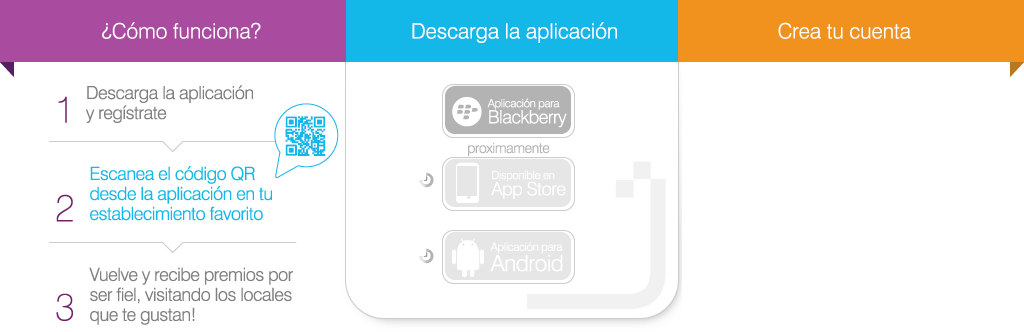 ¿Cómo funciona?
Descarga la aplicación
Crea tu cuenta
1
Descarga la aplicación
y regístrate
2
Escanea el código QR
desde la aplicación en tu
establecimiento favorito
3
Vuelve y recibe premios por
ser fiel, visitando los locales
que te gustan!
Aplicación para
Blackberry
proximamente
Disponible en
App Store
Aplicación para
Android